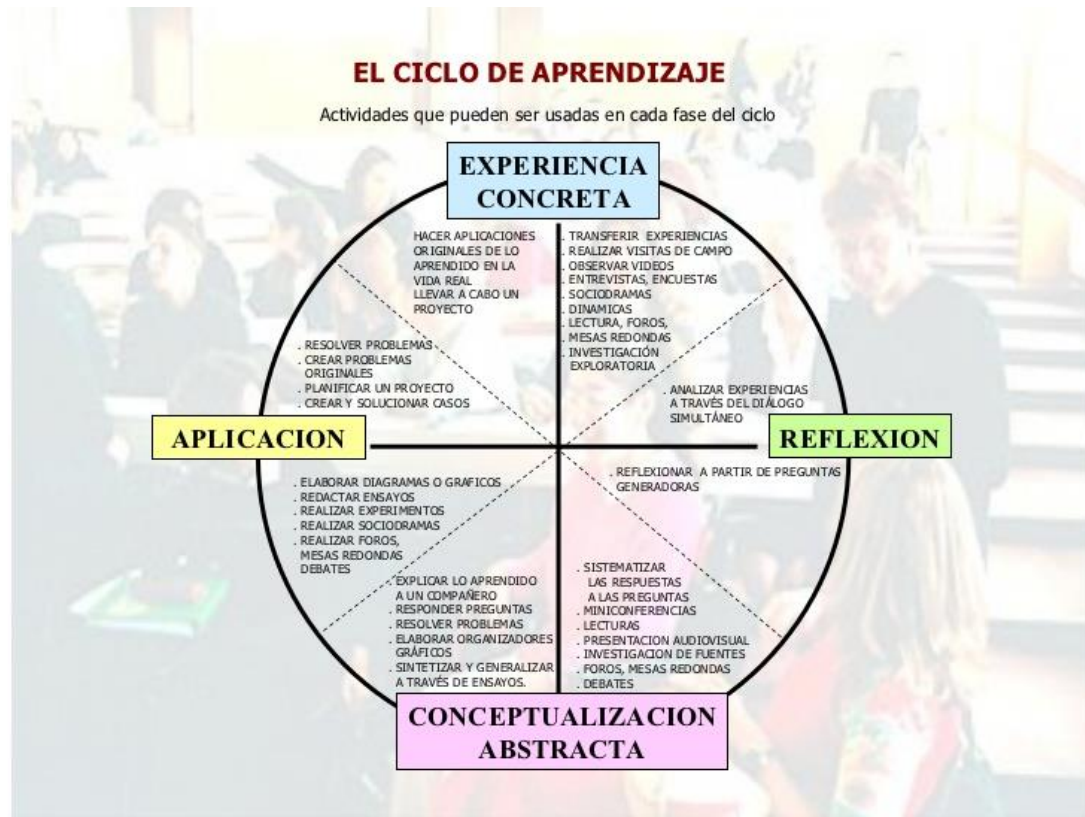 EL CICLO DE APRENDIZAJE
Actividades que pueden ser usadas en cada fase del ciclo
EXPERIENCIA
CONCRETA
HACER APLICACIONES
ORIGINALES DE LO
APRENDIDO EN LA
VIDA REAL
LLEVAR A CABO UN
PROYECTO
. TRANSFERIR EXPERIENCIAS
. REALIZAR VISITAS DE CAMPO
. OBSERVAR VIDEOS
. ENTREVISTAS, ENCUESTAS
. SOCIODRAMAS
. DINAMICAS
. LECTURA, FOROS,
. MESAS REDONDAS
. INVESTIGACIÓN
EXPLORATORIA
. RESOLVER PROBLEMAS
. CREAR PROBLEMAS
ORIGINALES
. PLANIFICAR UN PROYECTO
. CREAR Y SOLUCIONAR CASOS
. ANALIZAR EXPERIENCIAS
A TRAVÉS DEL DIÁLOGO
SIMULTÁNEO
APLICACION
REFLEXION
. ELABORAR DIAGRAMAS O GRAFICOS
. REDACTAR ENSAYOS
. REALIZAR EXPERIMENTOS
. REALIZAR SOCIODRAMAS
. REALIZAR FOROS,
MESAS REDONDAS
DEBATES
. REFLEXIONAR A PARTIR DE PREGUNTAS
GENERADORAS
. EXPLICAR LO APRENDIDO
A UN COMPAÑERO
. RESPONDER PREGUNTAS
. RESOLVER PROBLEMAS
. ELABORAR ORGANIZADORES
GRÁFICOS
. SINTETIZAR Y GENERALIZAR
A TRAVÉS DE ENSAYOS.
. SISTEMATIZAR
LAS RESPUESTAS
A LAS PREGUNTAS
. MINICONFERENCIAS
. LECTURAS
. PRESENTACION AUDIOVISUAL
. INVESTIGACION DE FUENTES
. FOROS, MESAS REDONDAS
. DEBATES
CONCEPTUALIZACION
ABSTRACTA